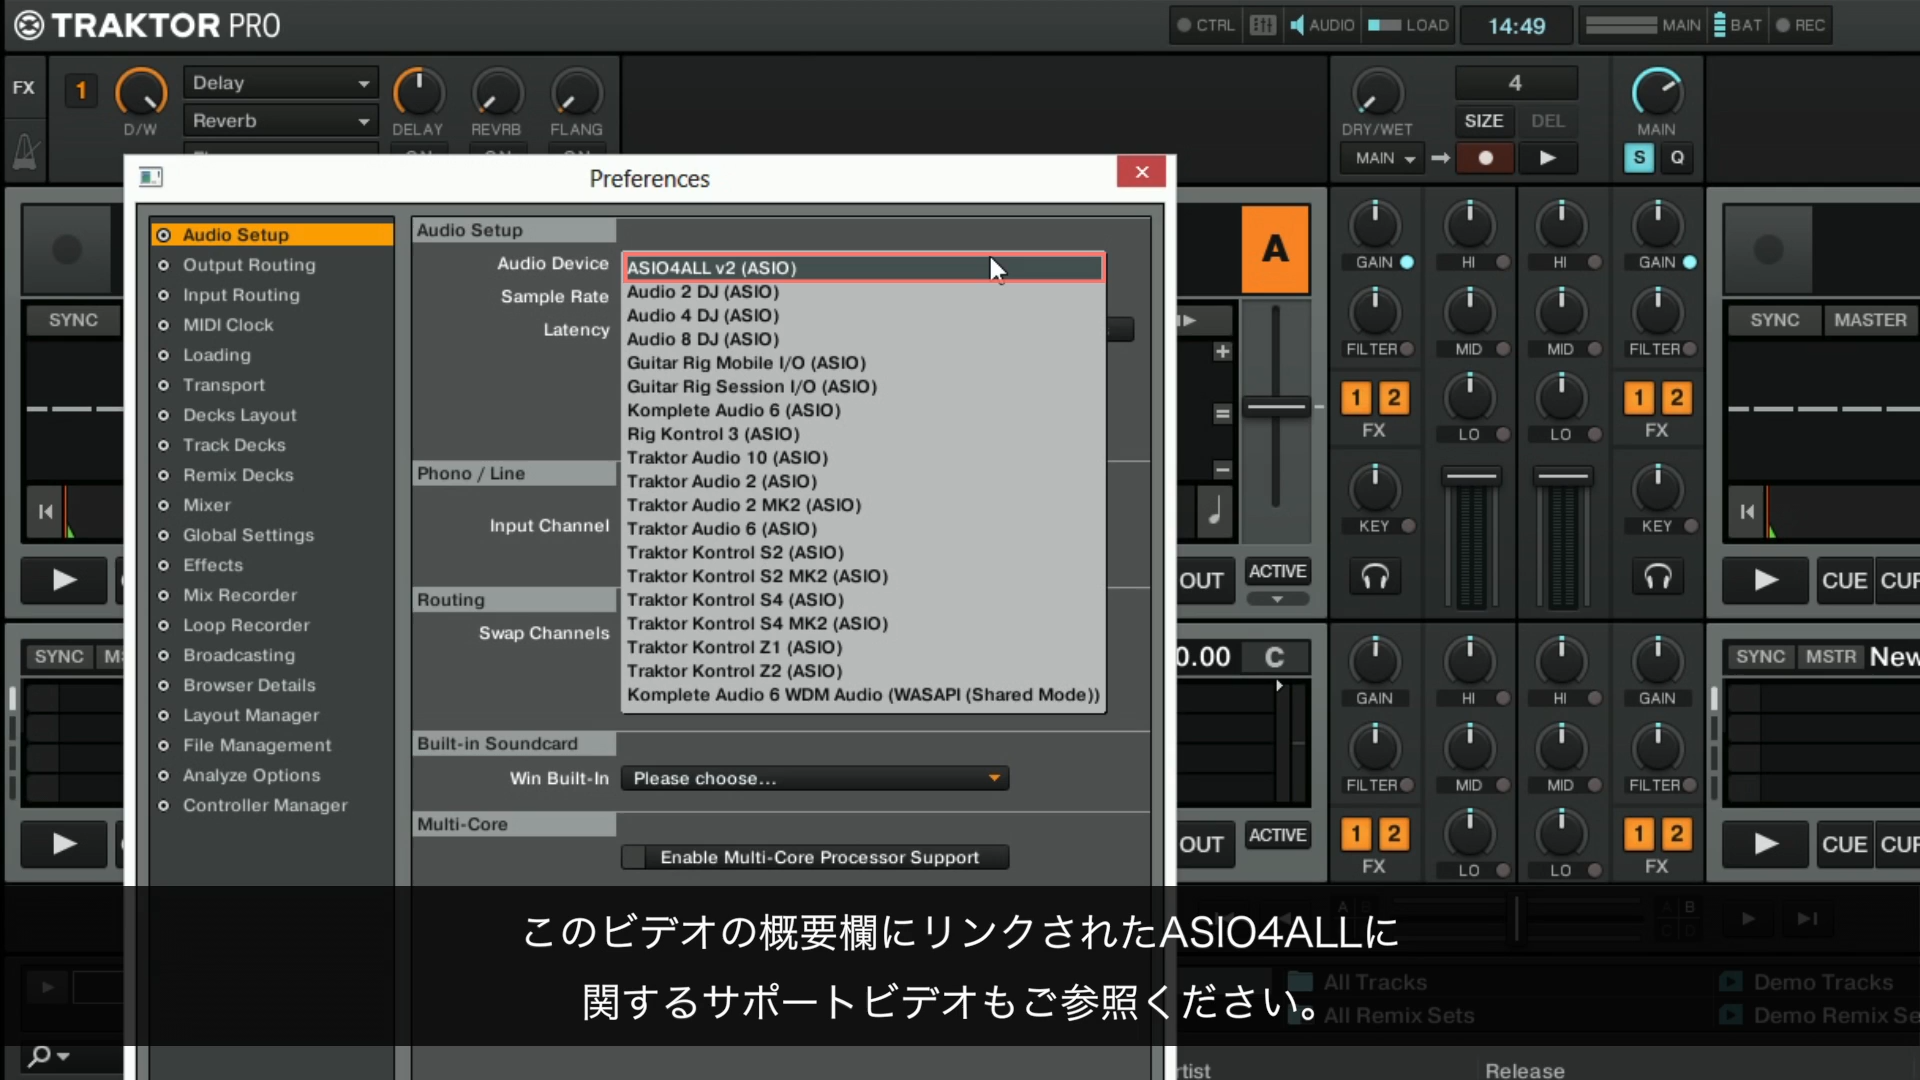 TRAKTOR PRO
CTRL
AUDIO
LOAD
14:49
MAIN
BAT
REC
FX
1
D/W
Delay
Reverb
DELAY
REVRB
FLANG
DRY/WET
4
SIZE
DEL
MAIN
MAIN
S
Q
Preferences
Audio Setup
Output Routing
Input Routing
MIDI Clock
Loading
Transport
Decks Layout
Track Decks
Remix Decks
Mixer
Global Settings
Effects
Mix Recorder
Loop Recorder
Broadcasting
Browser Details
Layout Manager
File Management
Analyze Options
Controller Manager
Audio Setup
Audio Device
Sample Rate
Latency
ASIO4ALL v2 (ASIO)
Audio 2 DJ (ASIO)
Audio 4 DJ (ASIO)
Audio 8 DJ (ASIO)
Guitar Rig Mobile I/O (ASIO)
Guitar Rig Session I/O (ASIO)
Komplete Audio 6 (ASIO)
Rig Kontrol 3 (ASIO)
Traktor Audio 10 (ASIO)
Traktor Audio 2 (ASIO)
Traktor Audio 2 MK2 (ASIO)
Traktor Audio 6 (ASIO)
Traktor Kontrol S2 (ASIO)
Traktor Kontrol S2 MK2 (ASIO)
Traktor Kontrol S4 (ASIO)
Traktor Kontrol S4 MK2 (ASIO)
Traktor Kontrol Z1 (ASIO)
Traktor Kontrol Z2 (ASIO)
Komplete Audio 6 WDM Audio (WASAPI (Shared Mode))
Phono / Line
Input Channel
Routing
Swap Channels
Built-in Soundcard
Win Built-In
Please choose...
Multi-Core
Enable Multi-Core Processor Support
SYNC
A
GAIN HI HI GAIN
FILTER MID MID FILTER
1 2 1 2
FX LO LO FX
KEY KEY
SYNC MASTER
OUT ACTIVE
CUE
SYNC
0.00 C
SYNC MSTR New
GAIN HI HI GAIN
FILTER MID MID FILTER
1 2 1 2
FX LO LO FX
OUT ACTIVE
CUE
このビデオの概要欄にリンクされたASIO4ALLに
関するサポートビデオもご参照ください。
All Tracks
Demo Tracks
All Remix Sets
Demo Remix Se
Release